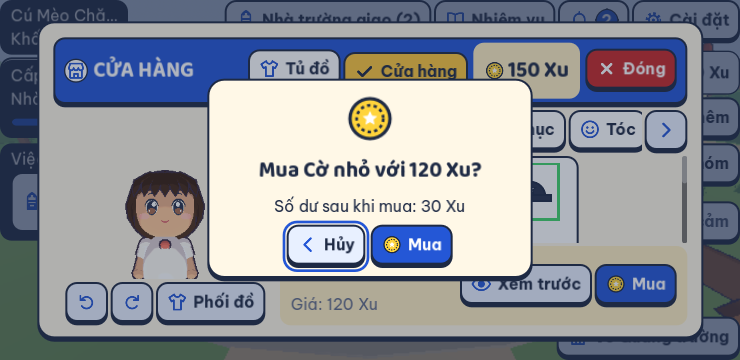 Cú Mèo Chă...
Nhà trường giao (2)
Nhiệm vụ
2
Cài đặt
CỬA HÀNG
Tủ đồ
Cửa hàng
150 Xu
Đóng
Xu
Tóc
Mua Cờ nhỏ với 120 Xu?
Số dư sau khi mua: 30 Xu
Hủy
Mua
Phối đồ
Giá: 120 Xu
Xem trước
Mua